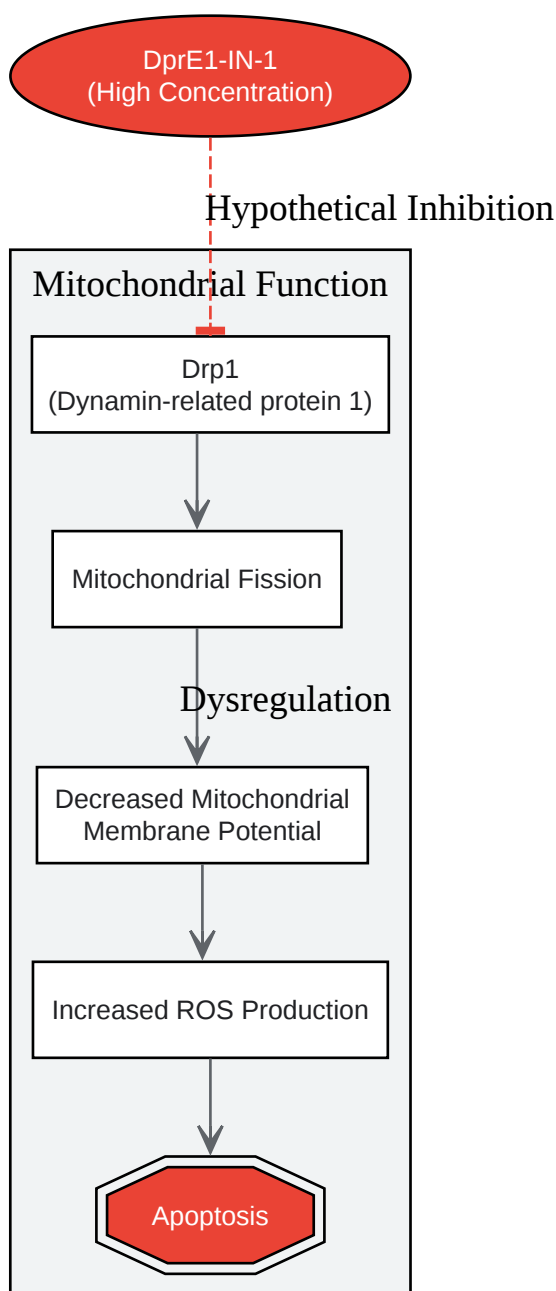 DprE1-IN-1
(High Concentration)
Hypothetical Inhibition
Mitochondrial Function
Drp1
(Dynamin-related protein 1)
Mitochondrial Fission
Dysregulation
Decreased Mitochondrial
Membrane Potential
Increased ROS Production
Apoptosis